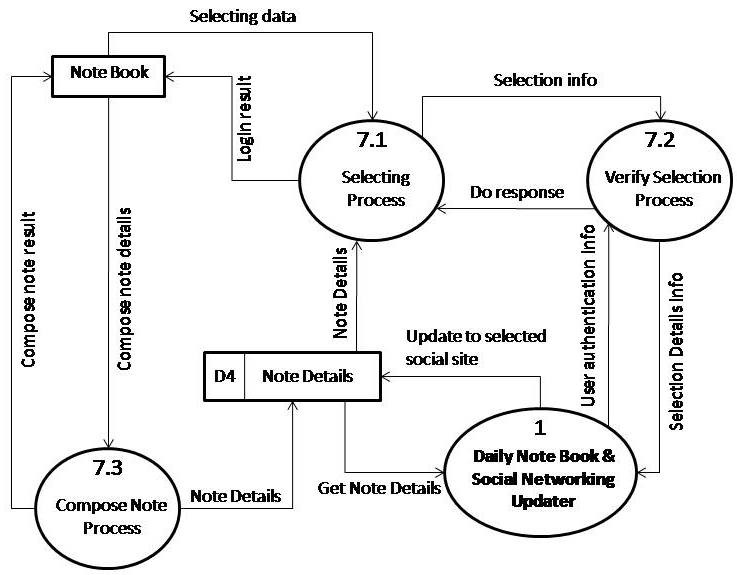 Selecting data
Note Book
Login result
Selection info
7.1
Selecting
Process
7.2
Verify Selection
Process
Do response
Compose note result
Compose note details
Note Details
User authentication info
Selection Details info
Update to selected
social site
D4
Note Details
1
Daily Note Book &
Social Networking
Updater
7.3
Compose Note
Process
Note Details
Get Note Details